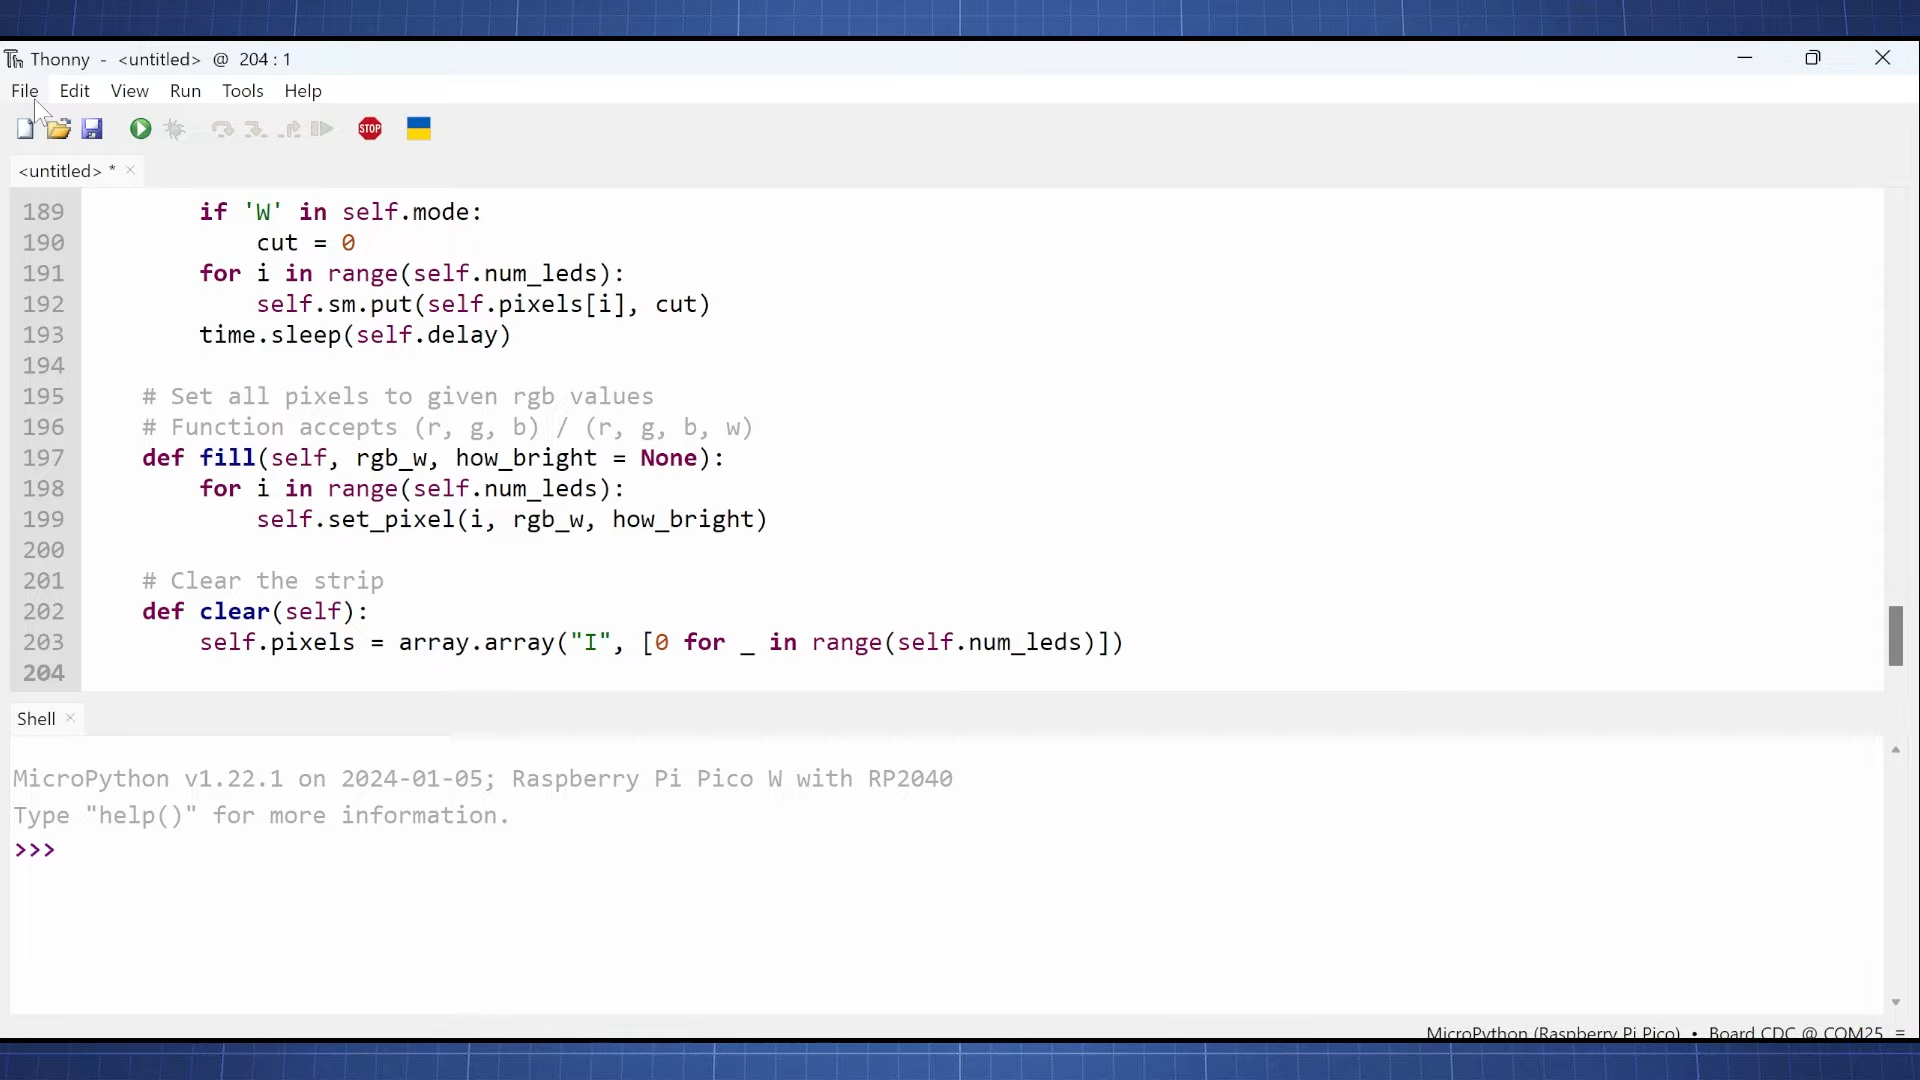 Thonny - <untitled> @ 204 : 1
File Edit View Run Tools Help
STOP
<untitled> * ×
189 if 'W' in self.mode:
190 cut = 0
191 for i in range(self.num_leds):
192 self.sm.put(self.pixels[i], cut)
193 time.sleep(self.delay)
194
195 # Set all pixels to given rgb values
196 # Function accepts (r, g, b) / (r, g, b, w)
197 def fill(self, rgb_w, how_bright = None):
198 for i in range(self.num_leds):
199 self.set_pixel(i, rgb_w, how_bright)
200
201 # Clear the strip
202 def clear(self):
203 self.pixels = array.array("I", [0 for _ in range(self.num_leds)])
204
Shell ×
MicroPython v1.22.1 on 2024-01-05; Raspberry Pi Pico W with RP2040
Type "help()" for more information.
>>>
MicroPython (Raspberry Pi Pico) • Board CDC @ COM25 =